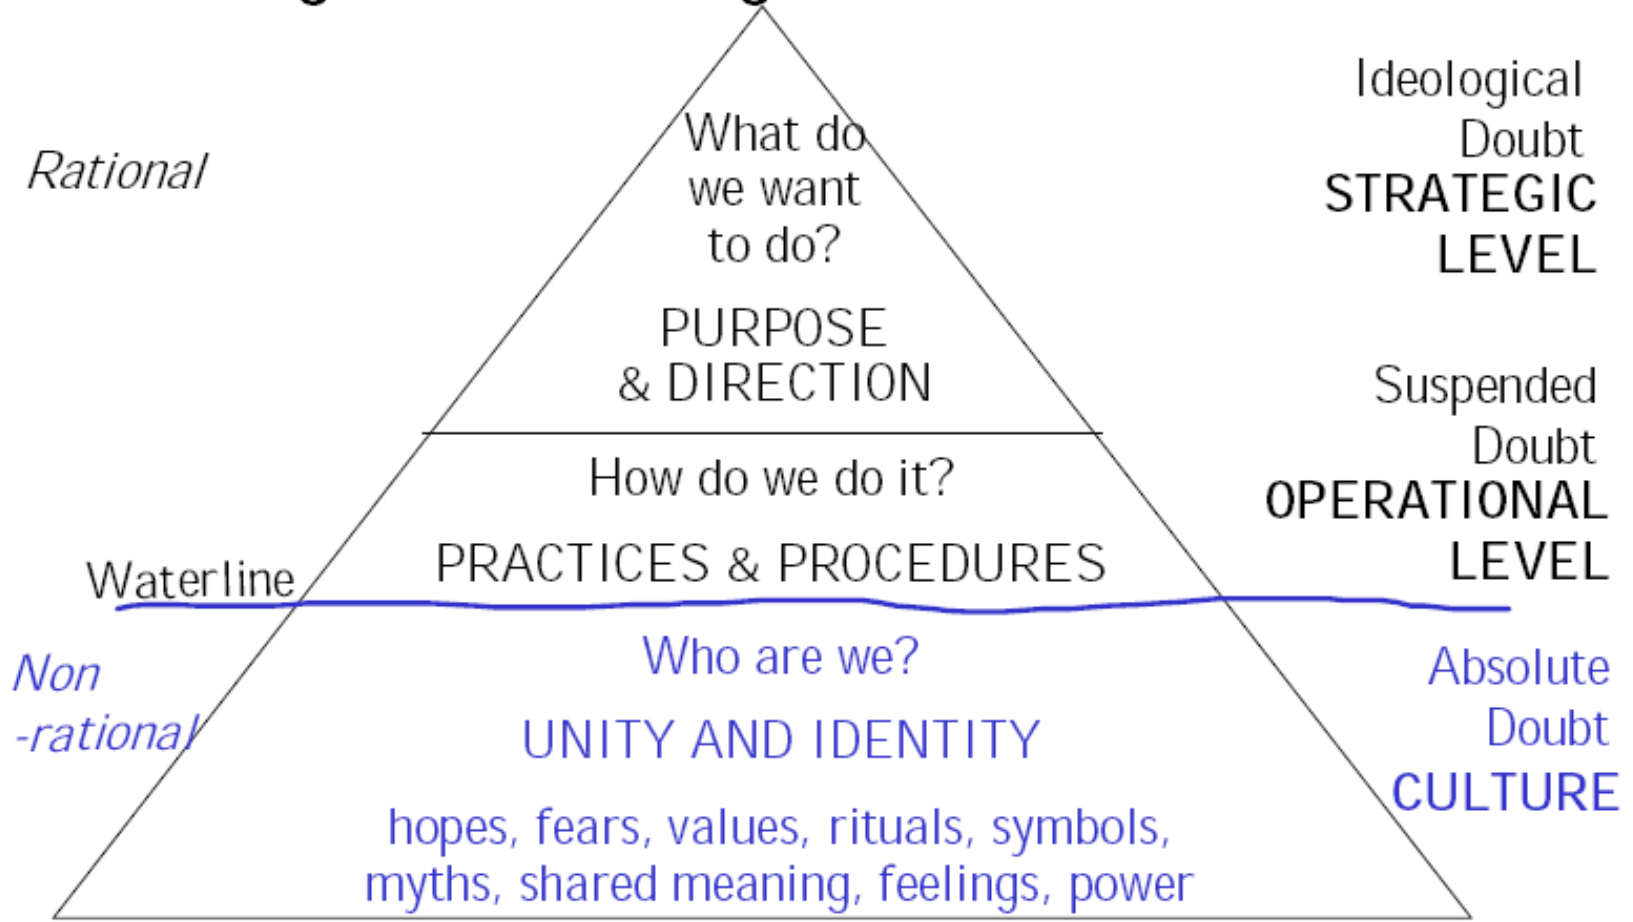 Rational
What do
we want
to do?
PURPOSE
& DIRECTION
Ideological
Doubt
STRATEGIC
LEVEL
How do we do it?
PRACTICES & PROCEDURES
Suspended
Doubt
OPERATIONAL
LEVEL
Waterline
Non
-rational
Who are we?
UNITY AND IDENTITY
hopes, fears, values, rituals, symbols,
myths, shared meaning, feelings, power
Absolute
Doubt
CULTURE